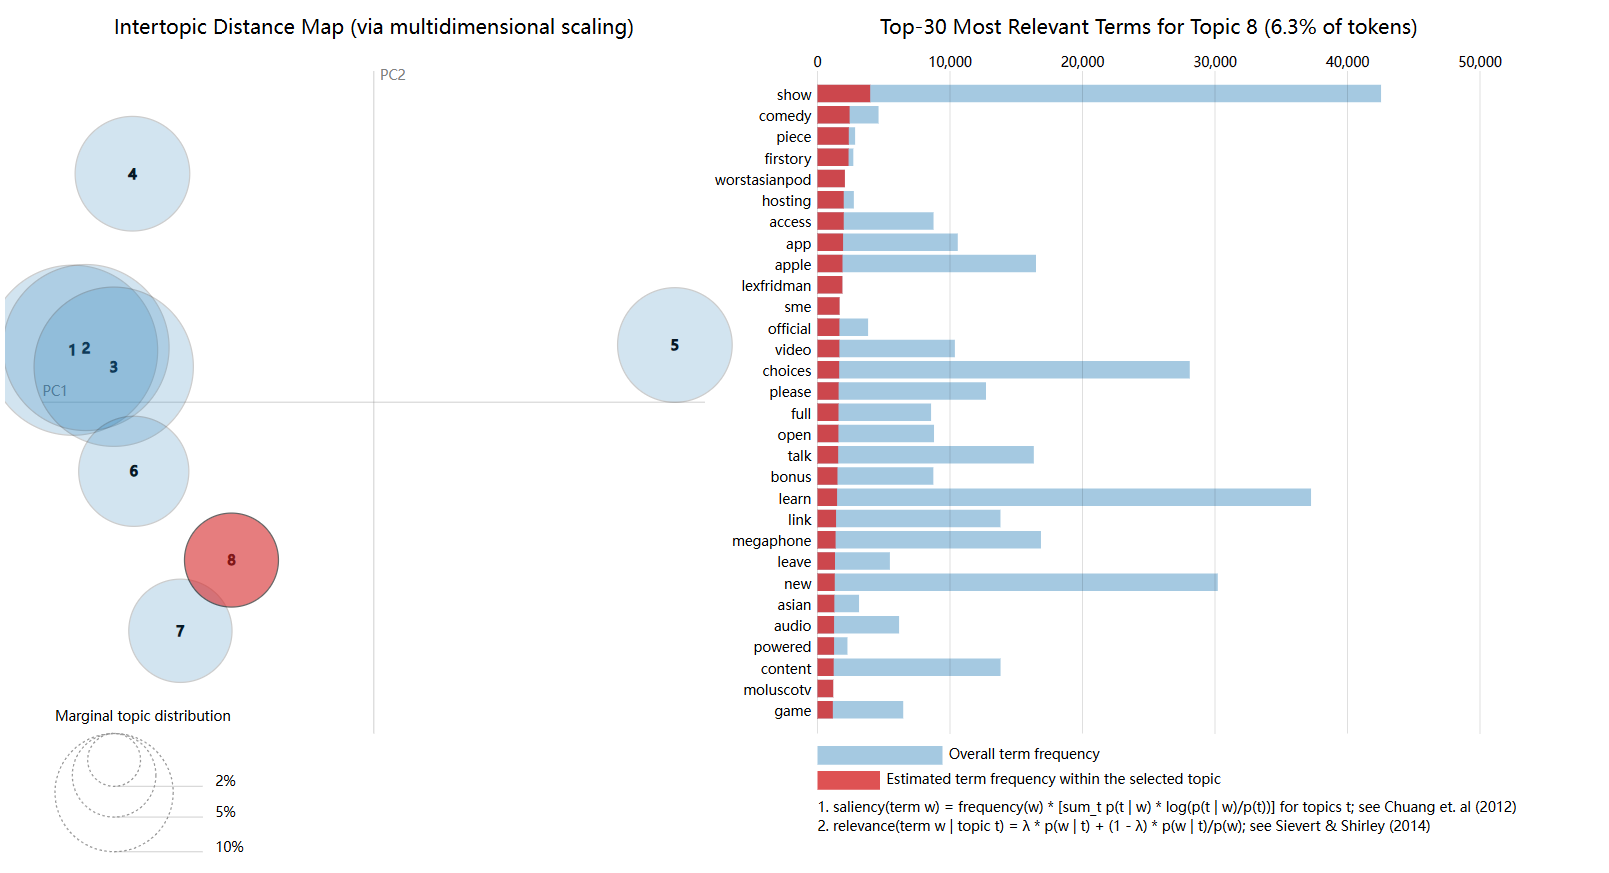 Intertopic Distance Map (via multidimensional scaling)
PC2
PC1
4
1
2
3
5
6
8
7
Marginal topic distribution
2%
5%
10%
Top-30 Most Relevant Terms for Topic 8 (6.3% of tokens)
0 10,000 20,000 30,000 40,000 50,000
show
comedy
piece
firstory
worstasianpod
hosting
access
app
apple
lexfridman
sme
official
video
choices
please
full
open
talk
bonus
learn
link
megaphone
leave
new
asian
audio
powered
content
moluscotv
game
Overall term frequency
Estimated term frequency within the selected topic
1. saliency(term w) = frequency(w) * [sum_t p(t | w) * log(p(t | w)/p(t))] for topics t; see Chuang et. al (2012)
2. relevance(term w | topic t) = λ * p(w | t) + (1 - λ) * p(w | t)/p(w); see Sievert & Shirley (2014)